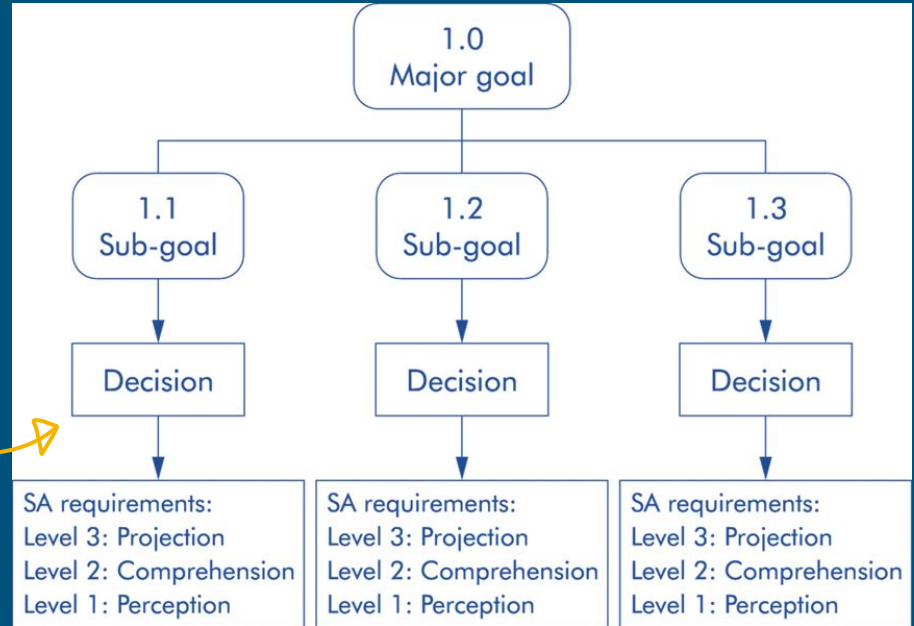 1.0
Major goal
1.1
Sub-goal
1.2
Sub-goal
1.3
Sub-goal
Decision
Decision
Decision
SA requirements:
Level 3: Projection
Level 2: Comprehension
Level 1: Perception
SA requirements:
Level 3: Projection
Level 2: Comprehension
Level 1: Perception
SA requirements:
Level 3: Projection
Level 2: Comprehension
Level 1: Perception